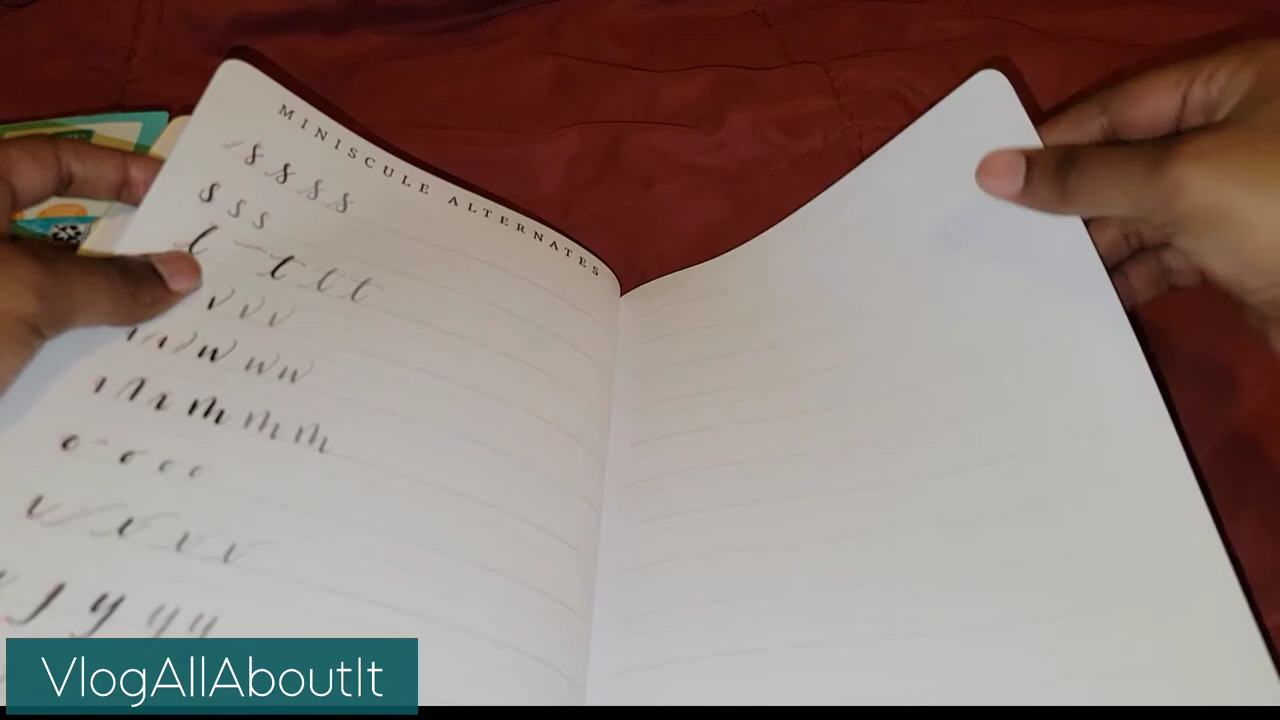 MINISCULE ALTERNATES
s s s s
s s s
t t t t
v v v
w w w
m m m
o o o o
v v v v
y y y
VlogAllAboutIt